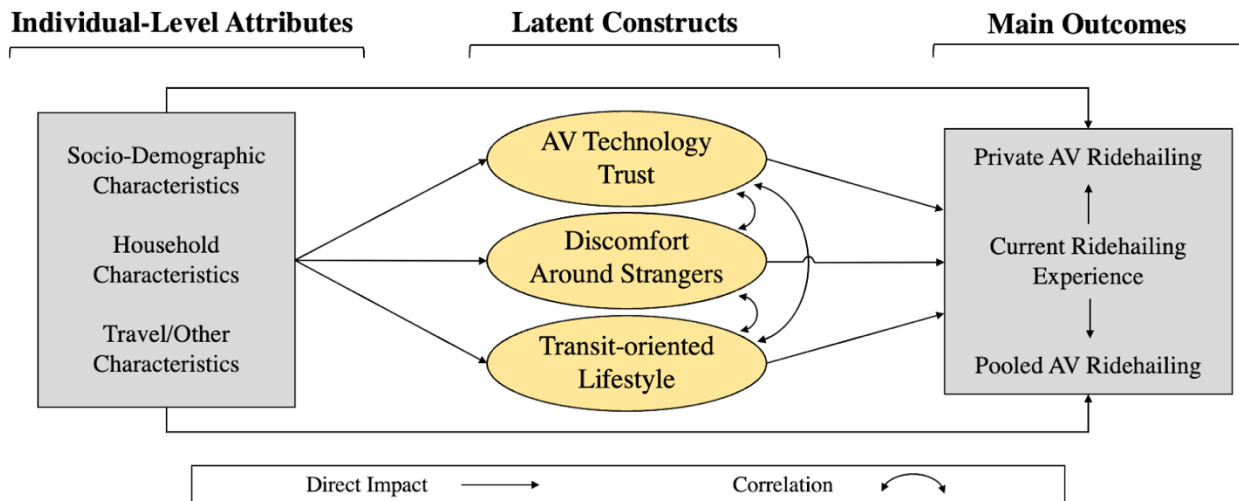 Individual-Level Attributes
Latent Constructs
Main Outcomes
Socio-Demographic
Characteristics
Household
Characteristics
Travel/Other
Characteristics
AV Technology
Trust
Discomfort
Around Strangers
Transit-oriented
Lifestyle
Private AV Ridehailing
Current Ridehailing
Experience
Pooled AV Ridehailing
Direct Impact
Correlation